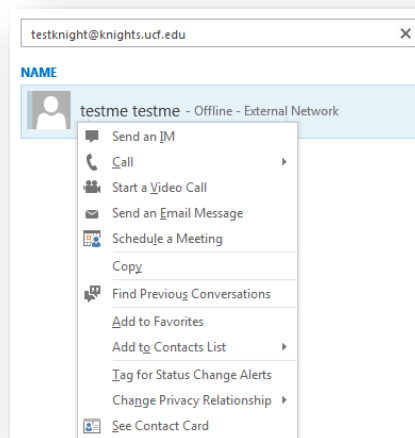 testknight@knights.ucf.edu
NAME
testme testme - Offline - External Network
Send an IM
Call
Start a Video Call
Send an Email Message
Schedule a Meeting
Copy
Find Previous Conversations
Add to Favorites
Add to Contacts List
Tag for Status Change Alerts
Change Privacy Relationship
See Contact Card